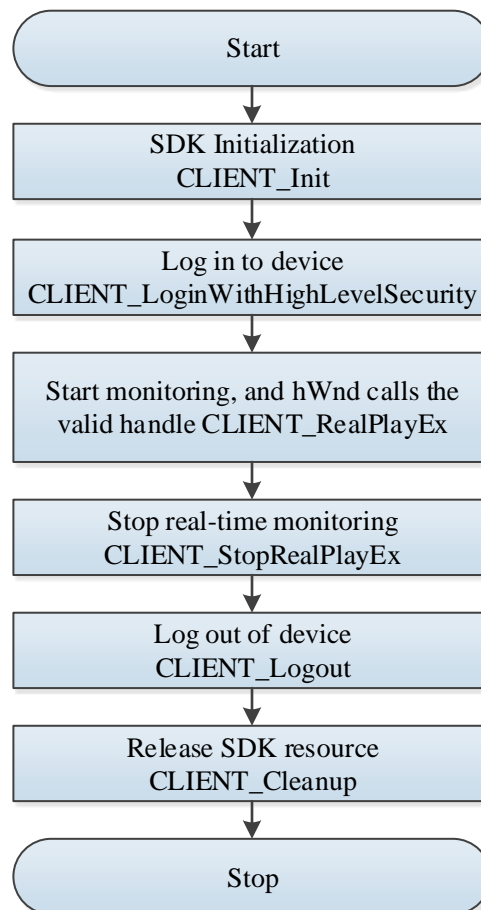 Start
SDK Initialization
CLIENT_Init
Log in to device
CLIENT_LoginWithHighLevelSecurity
Start monitoring, and hWnd calls the
valid handle CLIENT_RealPlayEx
Stop real-time monitoring
CLIENT_StopRealPlayEx
Log out of device
CLIENT_Logout
Release SDK resource
CLIENT_Cleanup
Stop